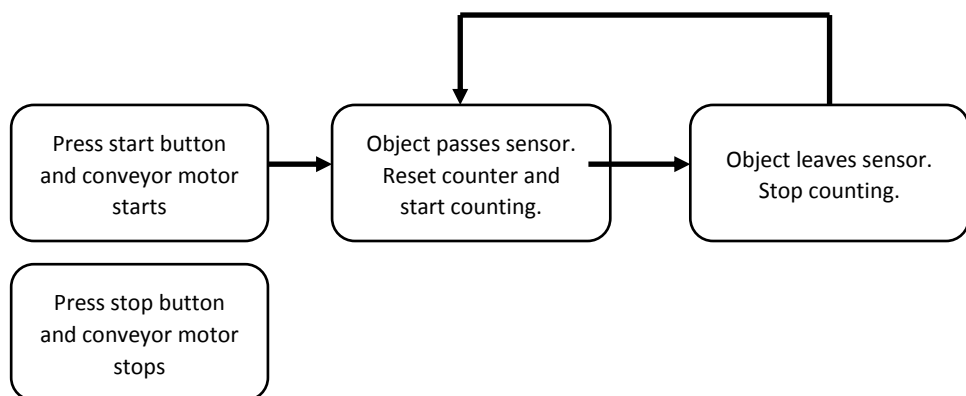 Press start button
and conveyor motor
starts
Object passes sensor.
Reset counter and
start counting.
Object leaves sensor.
Stop counting.
Press stop button
and conveyor motor
stops